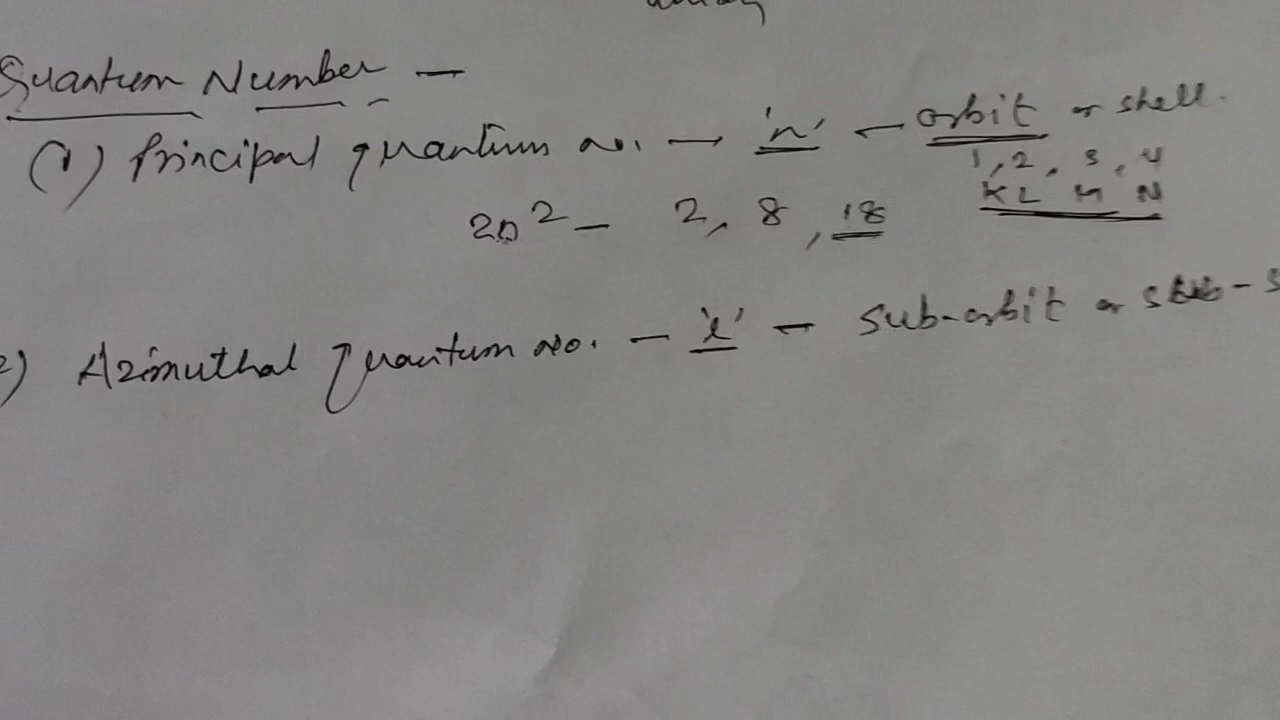 Quantum Number —
(1) Principal quantum no. → 'n' — orbit or shell.
1, 2, 3, 4
K L M N
2n² — 2, 8, 18
2) Azimuthal quantum no. — 'l' — sub-orbit or sub-s